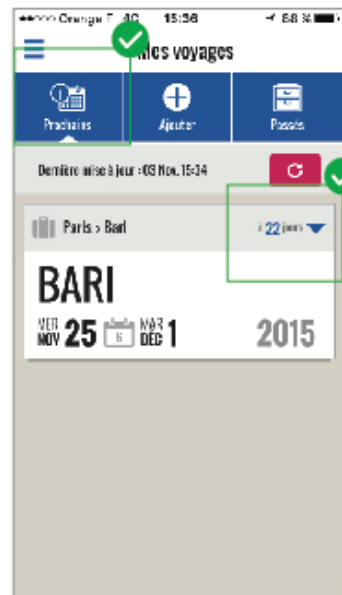 Orange F 4G 15:36 88 %
Mes voyages
Prochains Ajouter Passés
Dernière mise à jour : 03 Nov. 15:34
Paris > Bari à 22 jours
BARI
MER NOV 25 6 MAR DÉC 1 2015